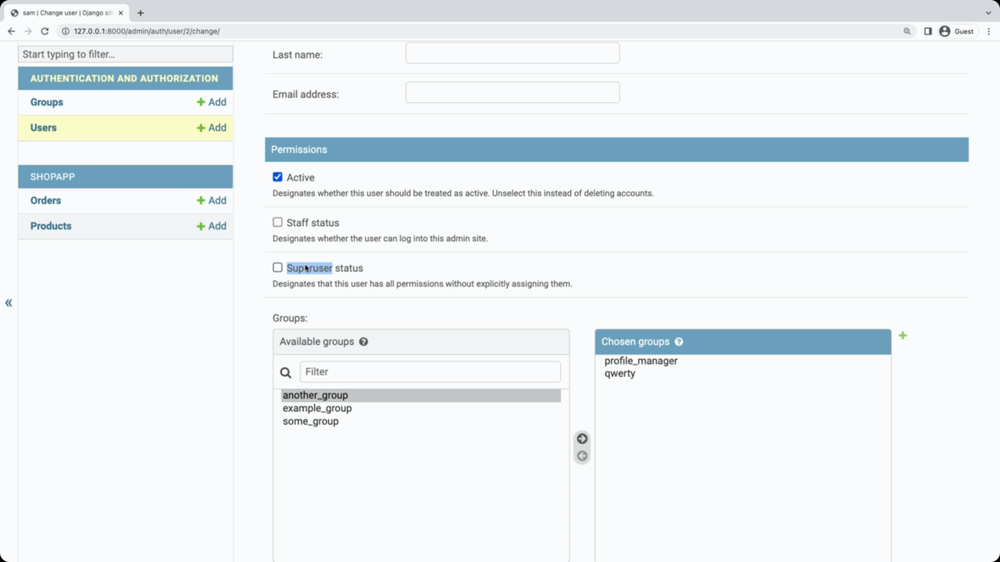 sam | Change user | Django sit
127.0.0.1:8000/admin/auth/user/2/change/
Guest
Start typing to filter...
AUTHENTICATION AND AUTHORIZATION
Groups + Add
Users + Add
SHOPAPP
Orders + Add
Products + Add
«
Last name:
Email address:
Permissions
Active
Designates whether this user should be treated as active. Unselect this instead of deleting accounts.
Staff status
Designates whether the user can log into this admin site.
Superuser status
Designates that this user has all permissions without explicitly assigning them.
Groups:
Available groups ?
Filter
another_group
example_group
some_group
Chosen groups ?
profile_manager
qwerty